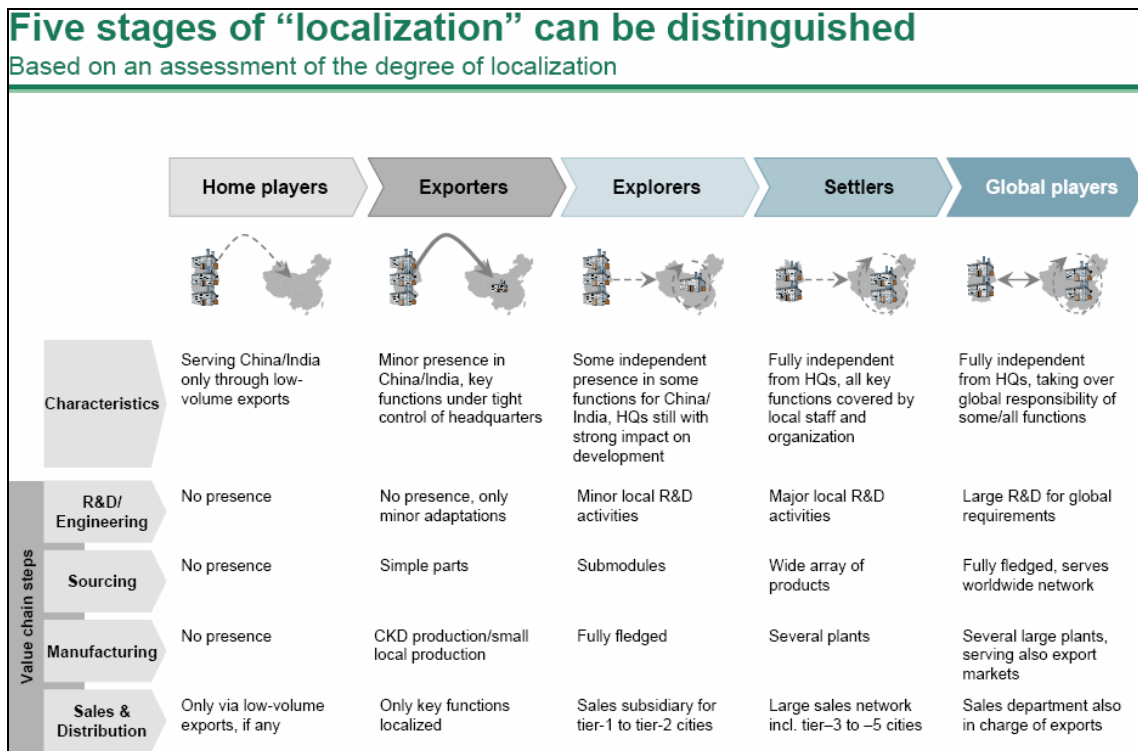 Five stages of “localization” can be distinguished
Based on an assessment of the degree of localization
Home players
Exporters
Explorers
Settlers
Global players
Characteristics
Serving China/India
only through low-
volume exports
Minor presence in
China/India, key
functions under tight
control of headquarters
Some independent
presence in some
functions for China/
India, HQs still with
strong impact on
development
Fully independent
from HQs, all key
functions covered by
local staff and
organization
Fully independent
from HQs, taking over
global responsibility of
some/all functions
Value chain steps
R&D/
Engineering
No presence
No presence, only
minor adaptations
Minor local R&D
activities
Major local R&D
activities
Large R&D for global
requirements
Sourcing
No presence
Simple parts
Submodules
Wide array of
products
Fully fledged, serves
worldwide network
Manufacturing
No presence
CKD production/small
local production
Fully fledged
Several plants
Several large plants,
serving also export
markets
Sales &
Distribution
Only via low-volume
exports, if any
Only key functions
localized
Sales subsidiary for
tier-1 to tier-2 cities
Large sales network
incl. tier–3 to –5 cities
Sales department also
in charge of exports